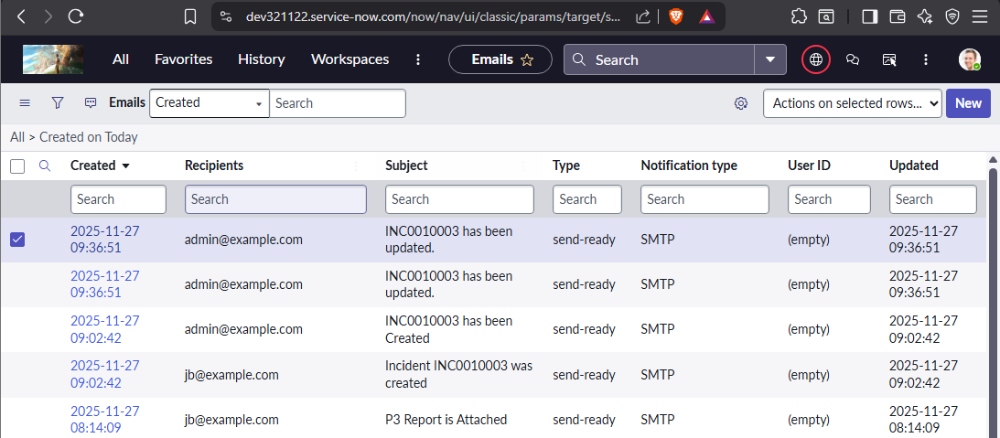 dev321122.service-now.com/now/nav/ui/classic/params/target/s...
All Favorites History Workspaces Emails Search
Emails Created Search Actions on selected rows... New
All > Created on Today
Created Recipients Subject Type Notification type User ID Updated
Search Search Search Search Search Search Search
2025-11-27 09:36:51 admin@example.com INC0010003 has been updated. send-ready SMTP (empty) 2025-11-27 09:36:51
2025-11-27 09:36:51 admin@example.com INC0010003 has been updated. send-ready SMTP (empty) 2025-11-27 09:36:51
2025-11-27 09:02:42 admin@example.com INC0010003 has been Created send-ready SMTP (empty) 2025-11-27 09:02:42
2025-11-27 09:02:42 jb@example.com Incident INC0010003 was created send-ready SMTP (empty) 2025-11-27 09:02:42
2025-11-27 08:14:09 jb@example.com P3 Report is Attached send-ready SMTP (empty) 2025-11-27 08:14:09